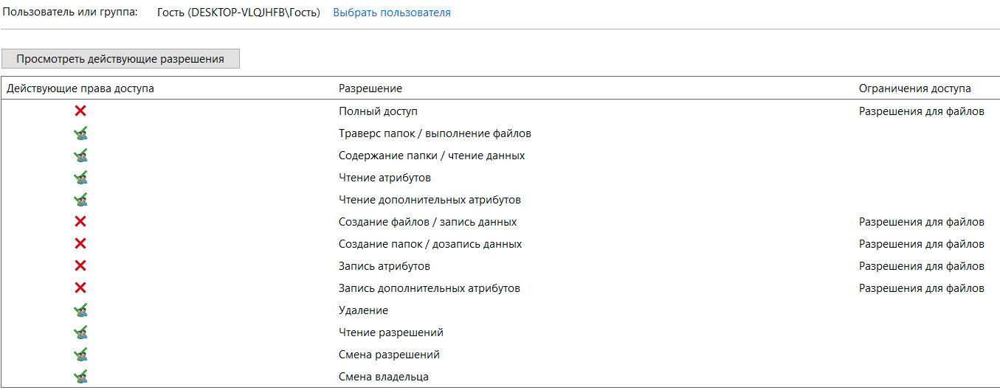 Пользователь или группа: Гость (DESKTOP-VLQJHFB\Гость) Выбрать пользователя
Просмотреть действующие разрешения
Действующие права доступа Разрешение Ограничения доступа
Полный доступ Разрешения для файлов
Траверс папок / выполнение файлов
Содержание папки / чтение данных
Чтение атрибутов
Чтение дополнительных атрибутов
Создание файлов / запись данных Разрешения для файлов
Создание папок / дозапись данных Разрешения для файлов
Запись атрибутов Разрешения для файлов
Запись дополнительных атрибутов Разрешения для файлов
Удаление
Чтение разрешений
Смена разрешений
Смена владельца